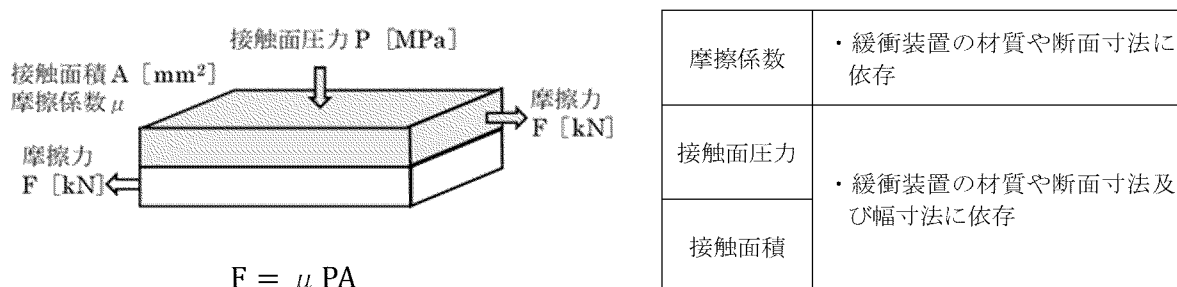 接触面圧力 P [MPa]
接触面積 A [mm²]
摩擦係数 μ
摩擦力
F [kN]
摩擦力
F [kN]
F = μ PA
摩擦係数
・緩衝装置の材質や断面寸法に
依存
接触面圧力
接触面積
・緩衝装置の材質や断面寸法及
び幅寸法に依存